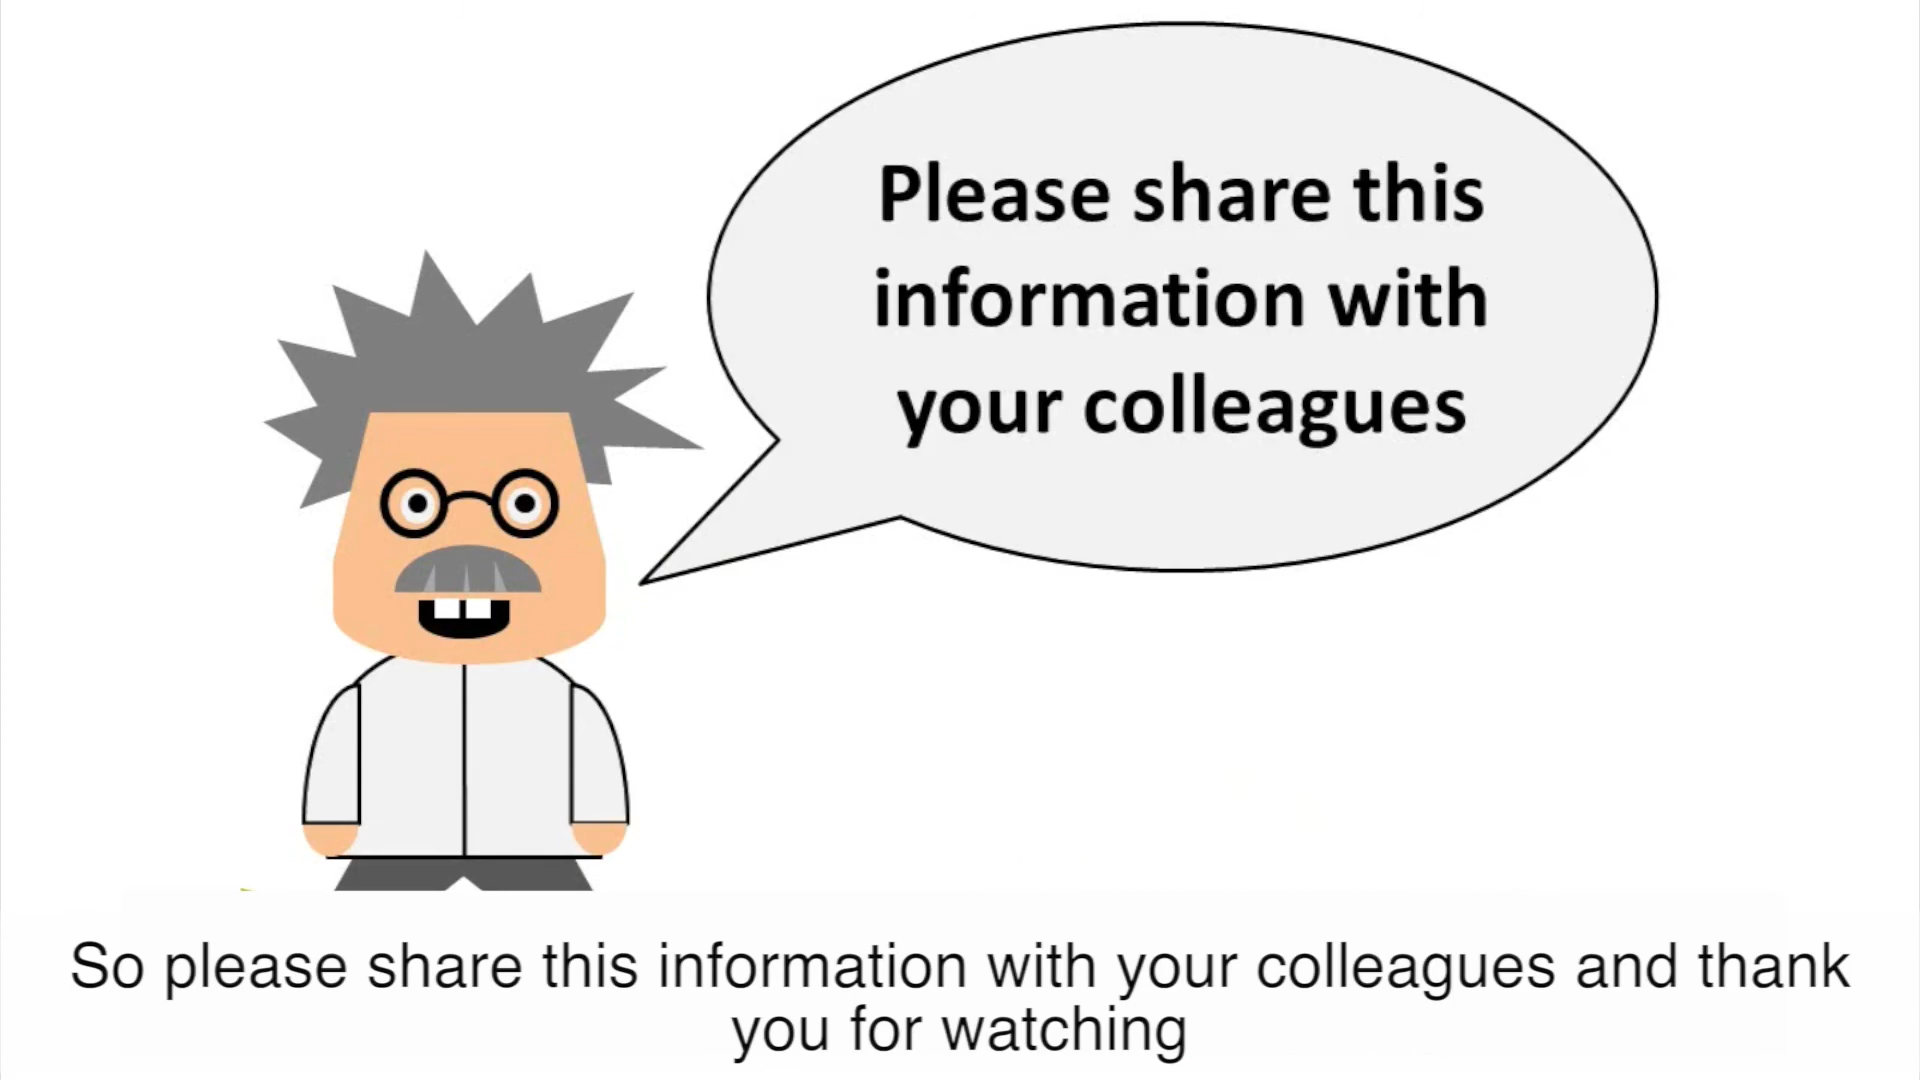 Please share this
information with
your colleagues
So please share this information with your colleagues and thank
you for watching